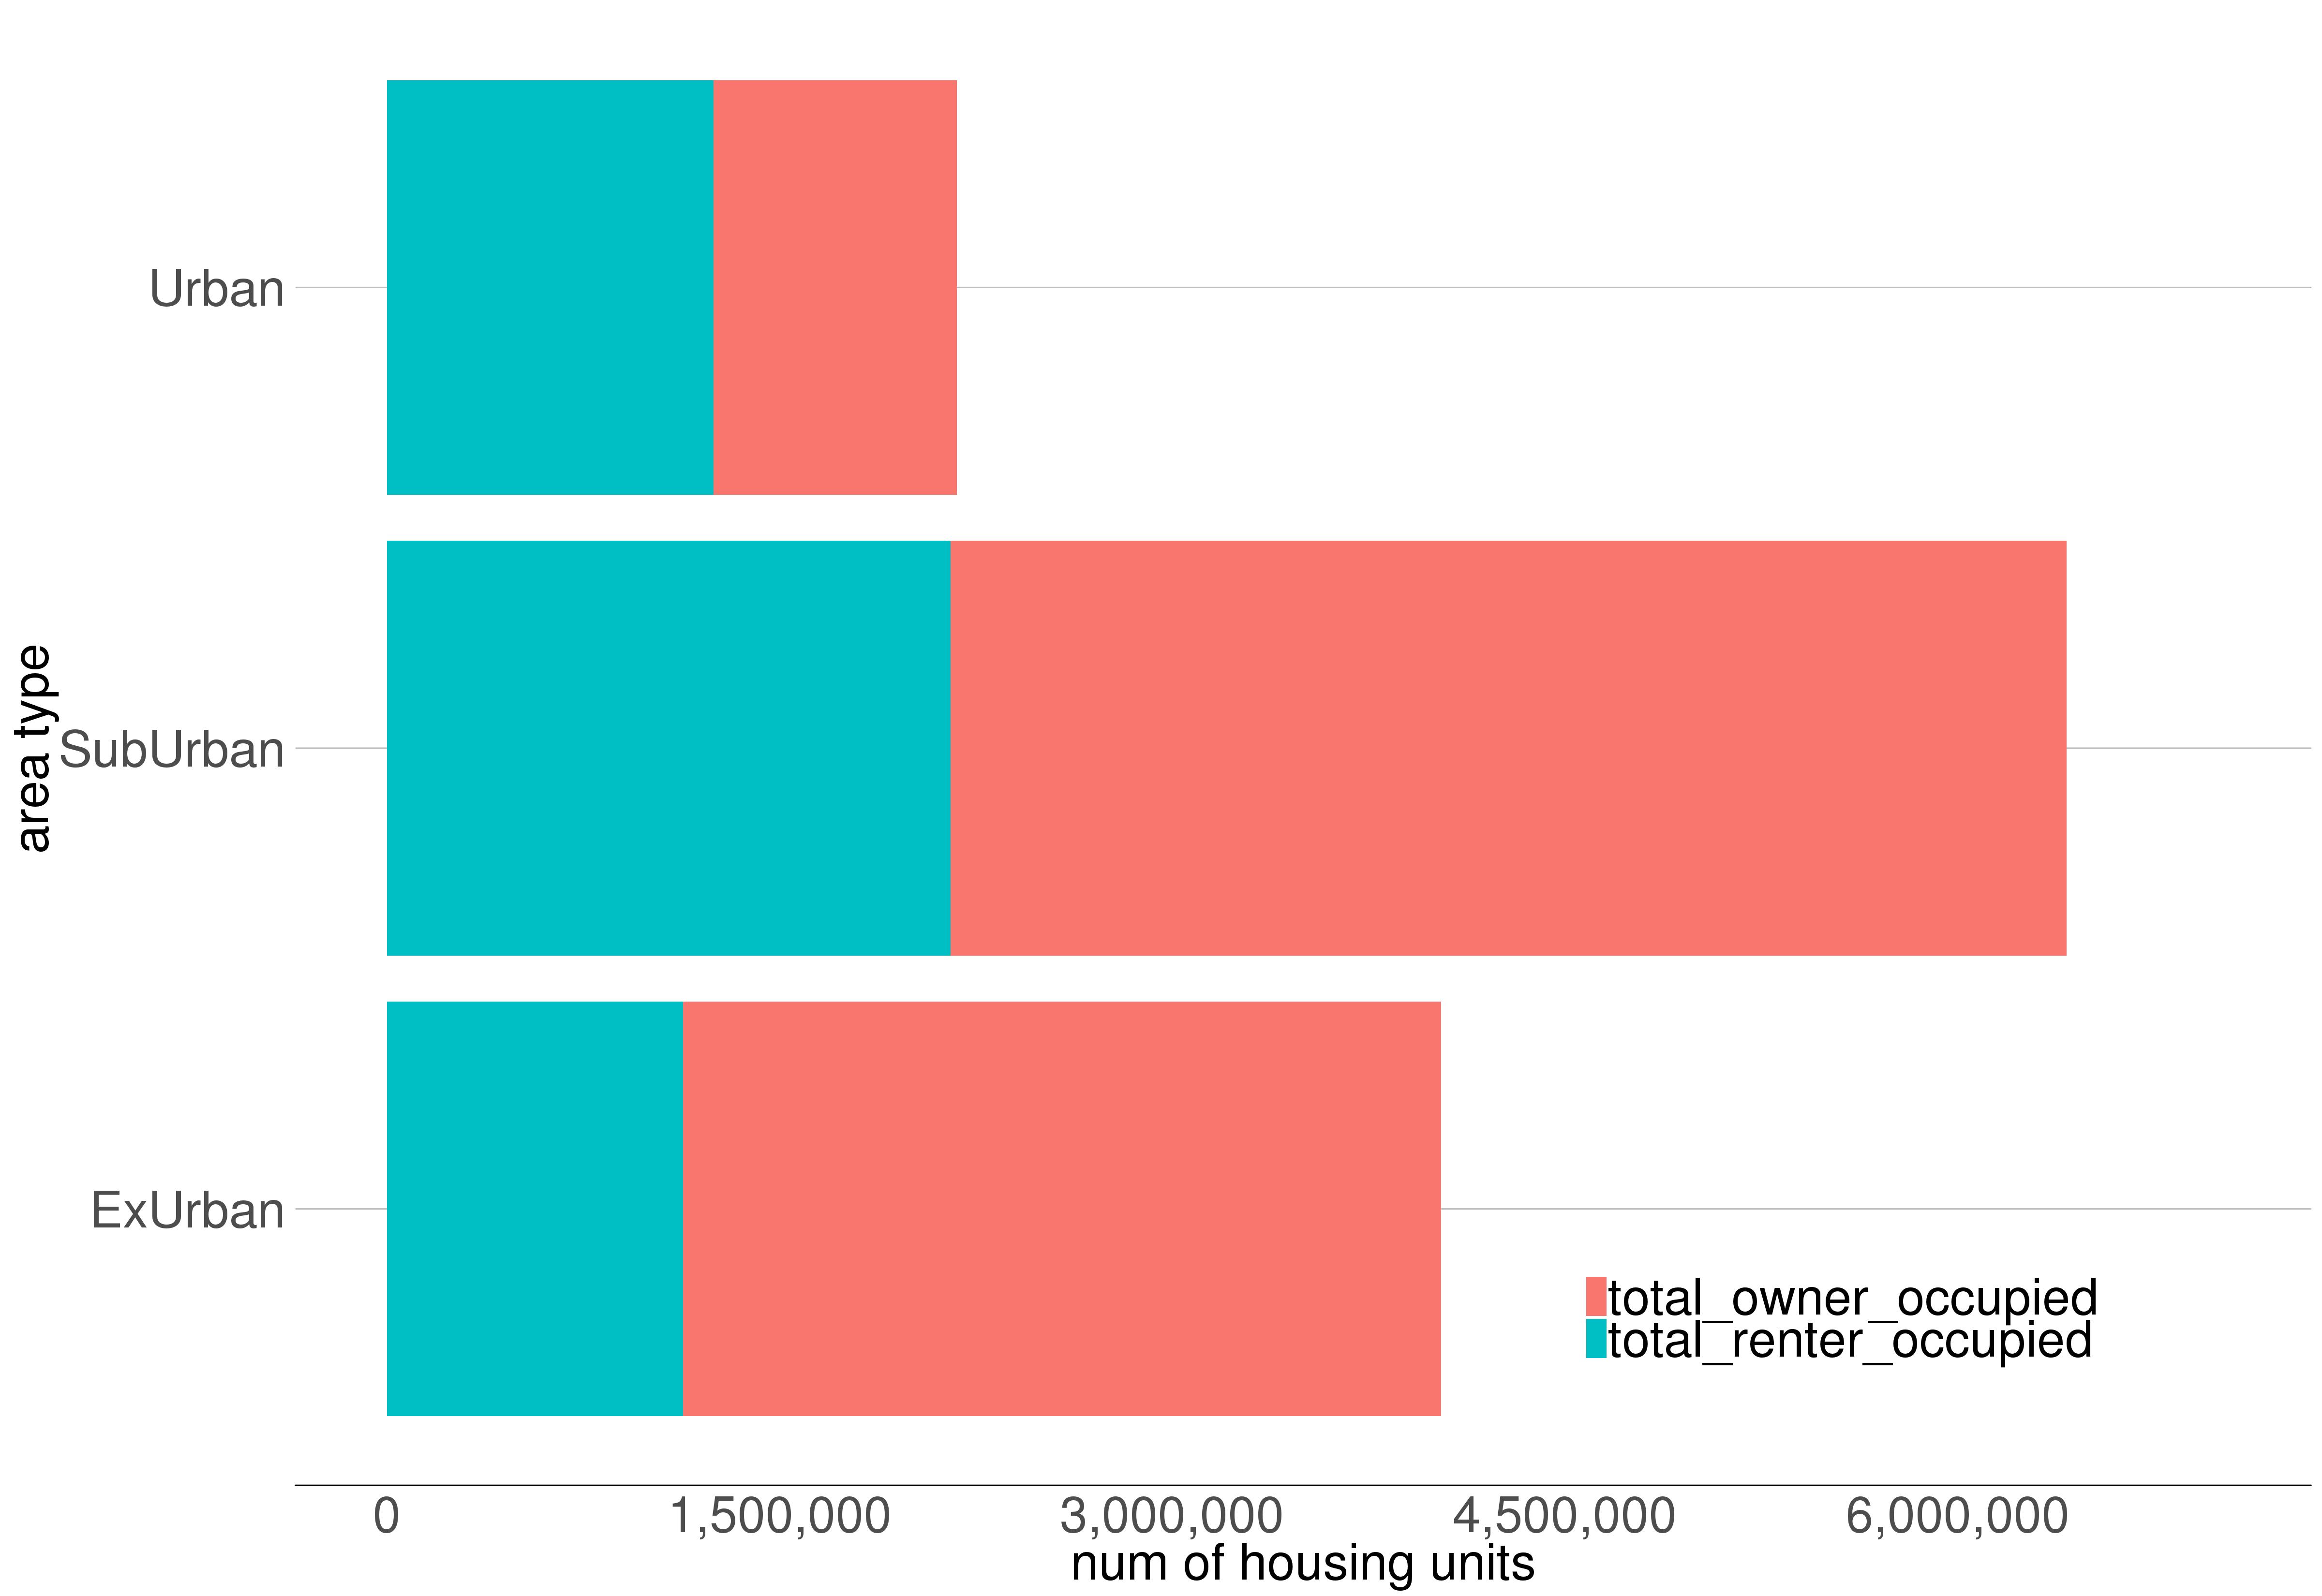 Urban
SubUrban
ExUrban
area type
total_owner_occupied
total_renter_occupied
0 1,500,000 3,000,000 4,500,000 6,000,000
num of housing units